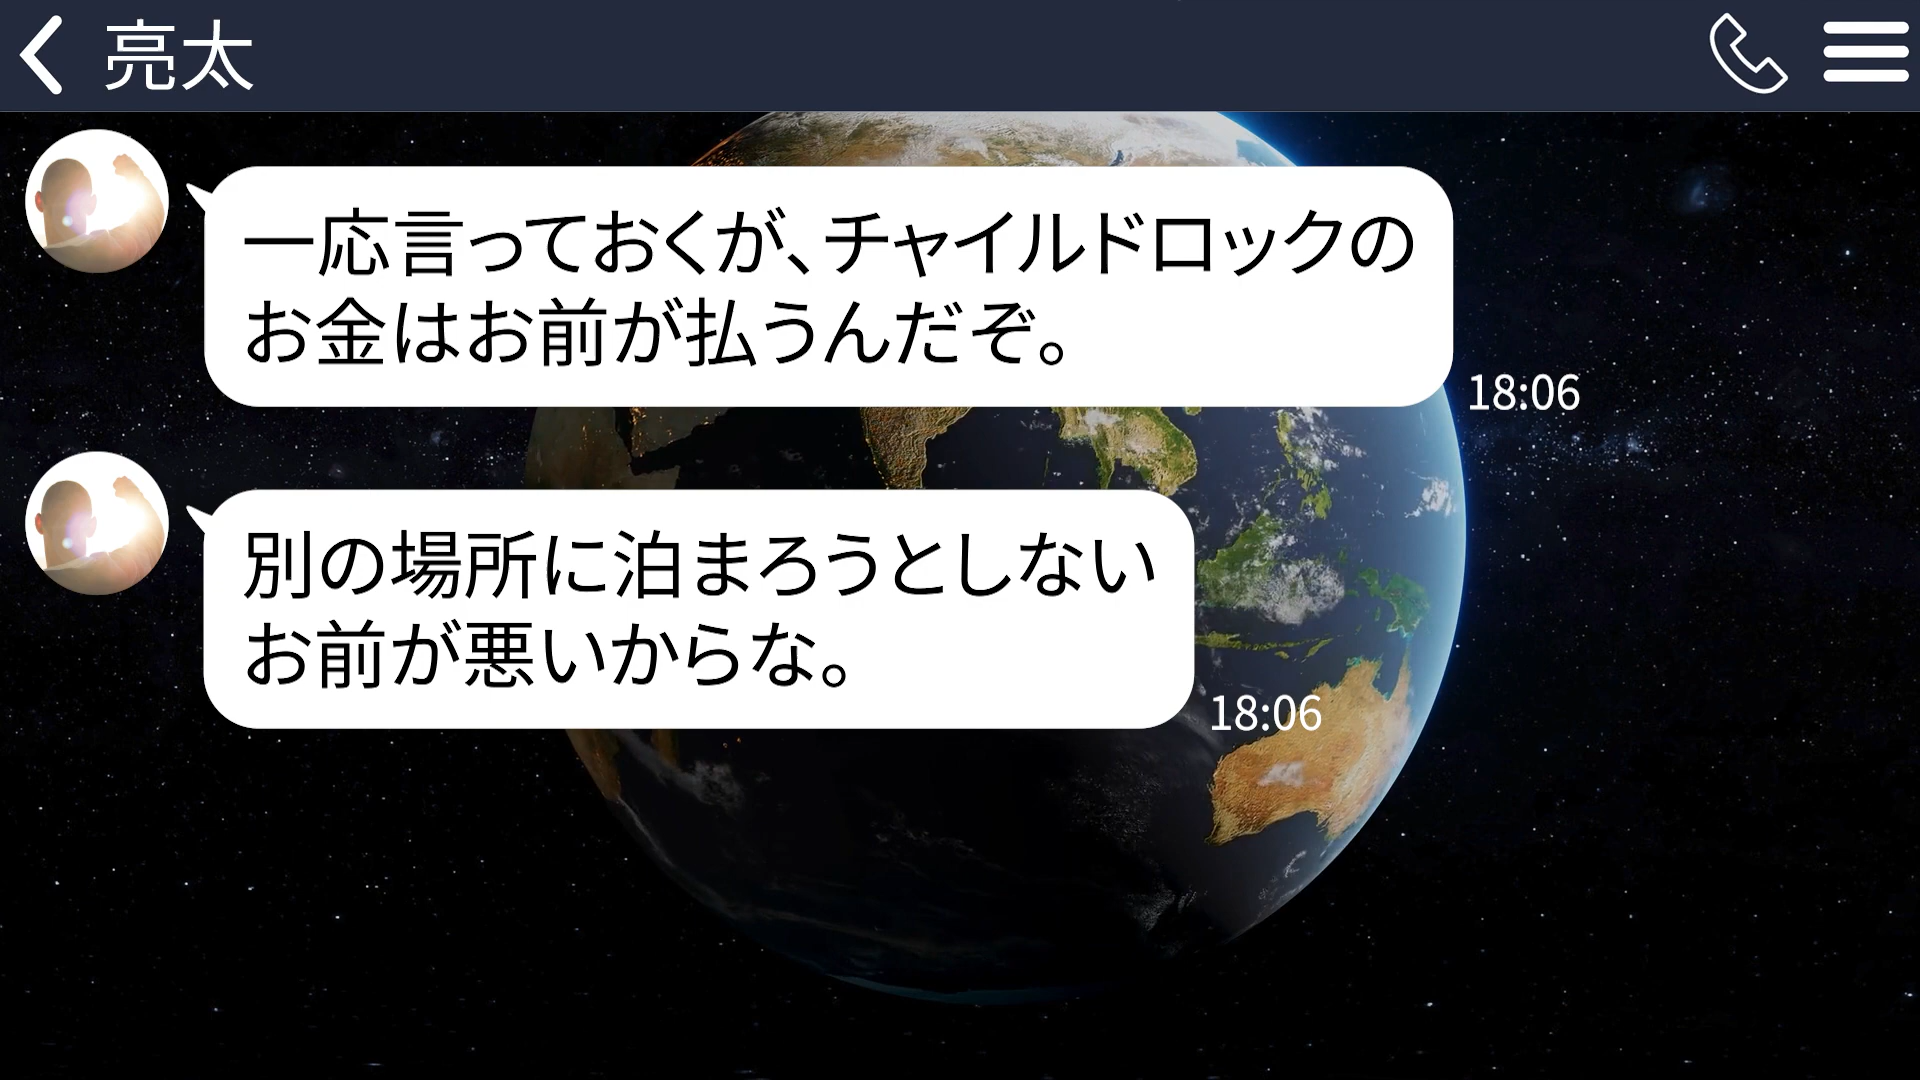 亮太
一応言っておくが、チャイルドロックの
お金はお前が払うんだぞ。
18:06
別の場所に泊まろうとしない
お前が悪いからな。
18:06